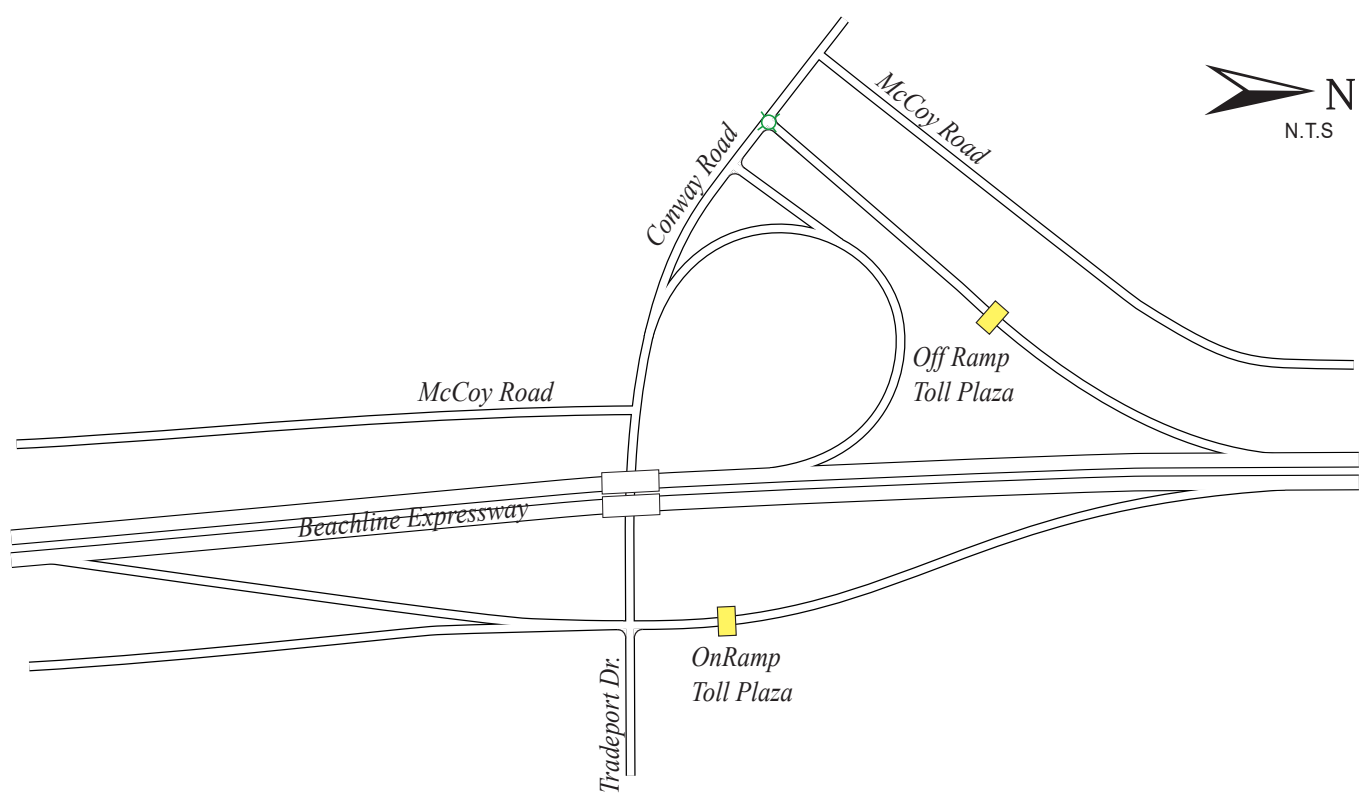 McCoy Road
N
N.T.S
Conway Road
Off Ramp
Toll Plaza
McCoy Road
Beachline Expressway
OnRamp
Toll Plaza
Tradeport Dr.